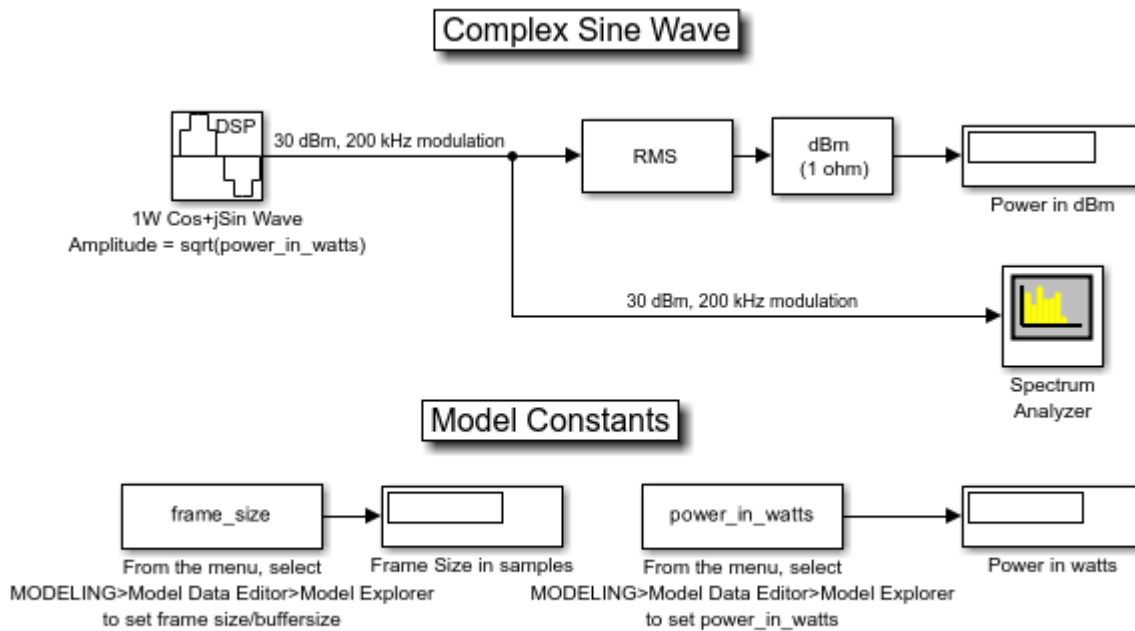 Complex Sine Wave
DSP
30 dBm, 200 kHz modulation
RMS
dBm
(1 ohm)
Power in dBm
1W Cos+jSin Wave
Amplitude = sqrt(power_in_watts)
30 dBm, 200 kHz modulation
Spectrum
Analyzer
Model Constants
frame_size
Frame Size in samples
From the menu, select
MODELING>Model Data Editor>Model Explorer
to set frame size/buffersize
power_in_watts
Power in watts
From the menu, select
MODELING>Model Data Editor>Model Explorer
to set power_in_watts